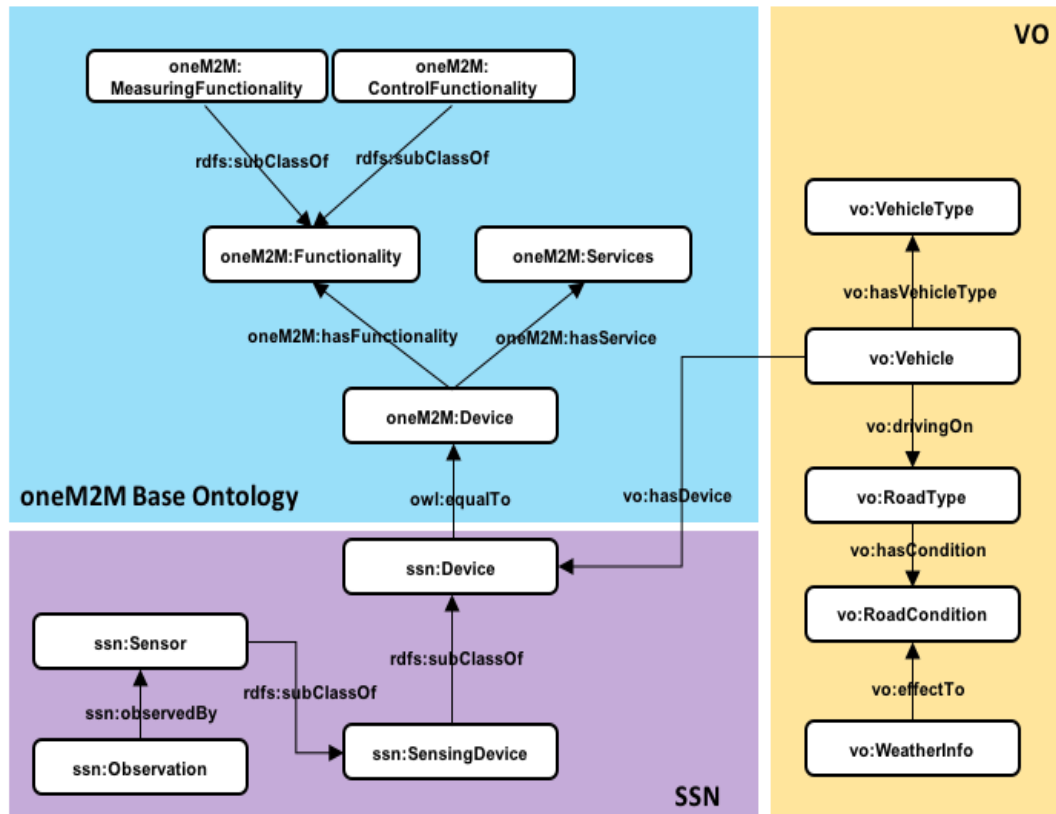 VO
oneM2M:
MeasuringFunctionality
oneM2M:
ControlFunctionality
rdfs:subClassOf
rdfs:subClassOf
oneM2M:Functionality
oneM2M:Services
oneM2M:hasFunctionality
oneM2M:hasService
oneM2M:Device
oneM2M Base Ontology
owl:equalTo
vo:hasDevice
vo:VehicleType
vo:hasVehicleType
vo:Vehicle
vo:drivingOn
vo:RoadType
vo:hasCondition
vo:RoadCondition
vo:effectTo
vo:WeatherInfo
ssn:Device
ssn:Sensor
rdfs:subClassOf
rdfs:subClassOf
ssn:observedBy
ssn:Observation
ssn:SensingDevice
SSN